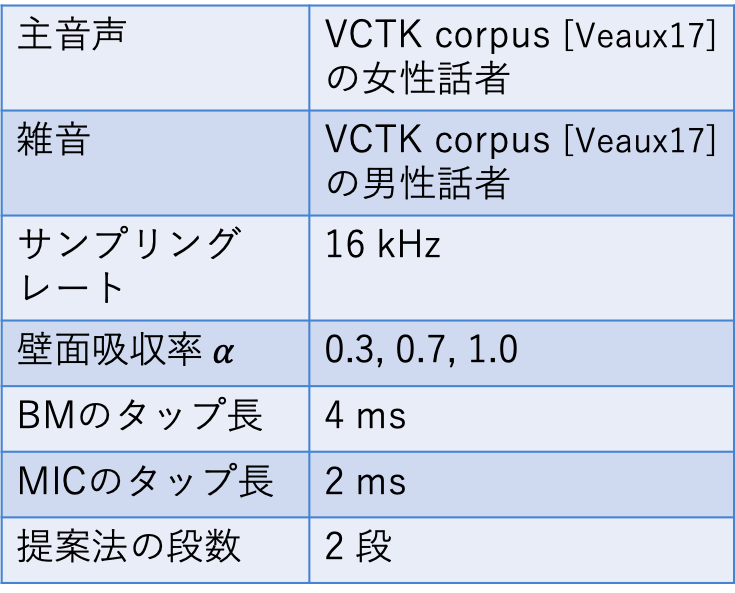 主音声
VCTK corpus [Veaux17]
の女性話者
雑音
VCTK corpus [Veaux17]
の男性話者
サンプリング
レート
16 kHz
壁面吸収率 α
0.3, 0.7, 1.0
BMのタップ長
4 ms
MICのタップ長
2 ms
提案法の段数
2 段